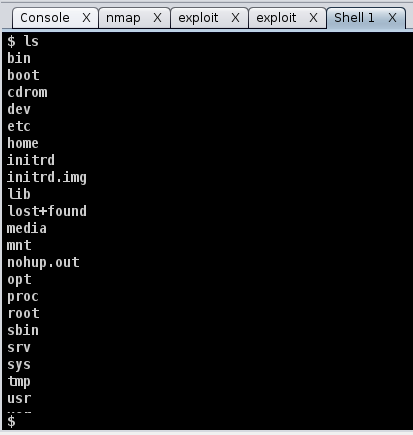 Console X nmap X exploit X exploit X Shell 1 X
$ ls
bin
boot
cdrom
dev
etc
home
initrd
initrd.img
lib
lost+found
media
mnt
nohup.out
opt
proc
root
sbin
srv
sys
tmp
usr
$